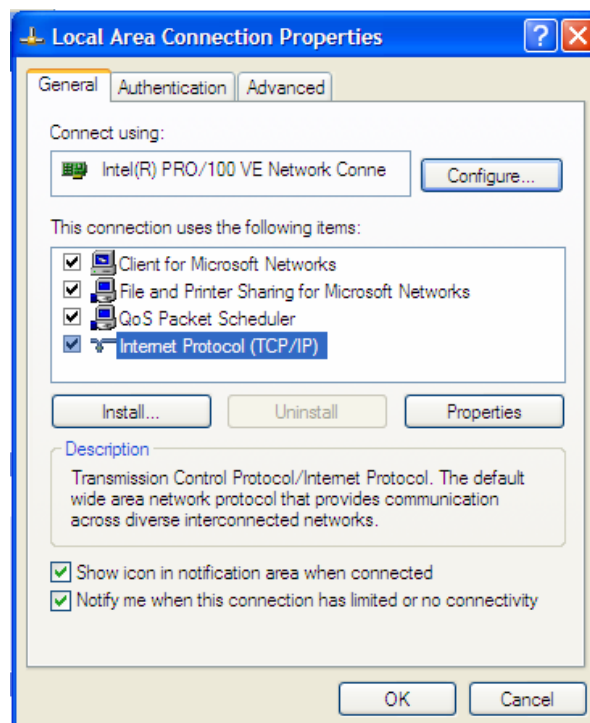 Local Area Connection Properties
General Authentication Advanced
Connect using:
Intel(R) PRO/100 VE Network Conne Configure...
This connection uses the following items:
Client for Microsoft Networks
File and Printer Sharing for Microsoft Networks
QoS Packet Scheduler
Internet Protocol (TCP/IP)
Install... Uninstall Properties
Description
Transmission Control Protocol/Internet Protocol. The default
wide area network protocol that provides communication
across diverse interconnected networks.
Show icon in notification area when connected
Notify me when this connection has limited or no connectivity
OK Cancel